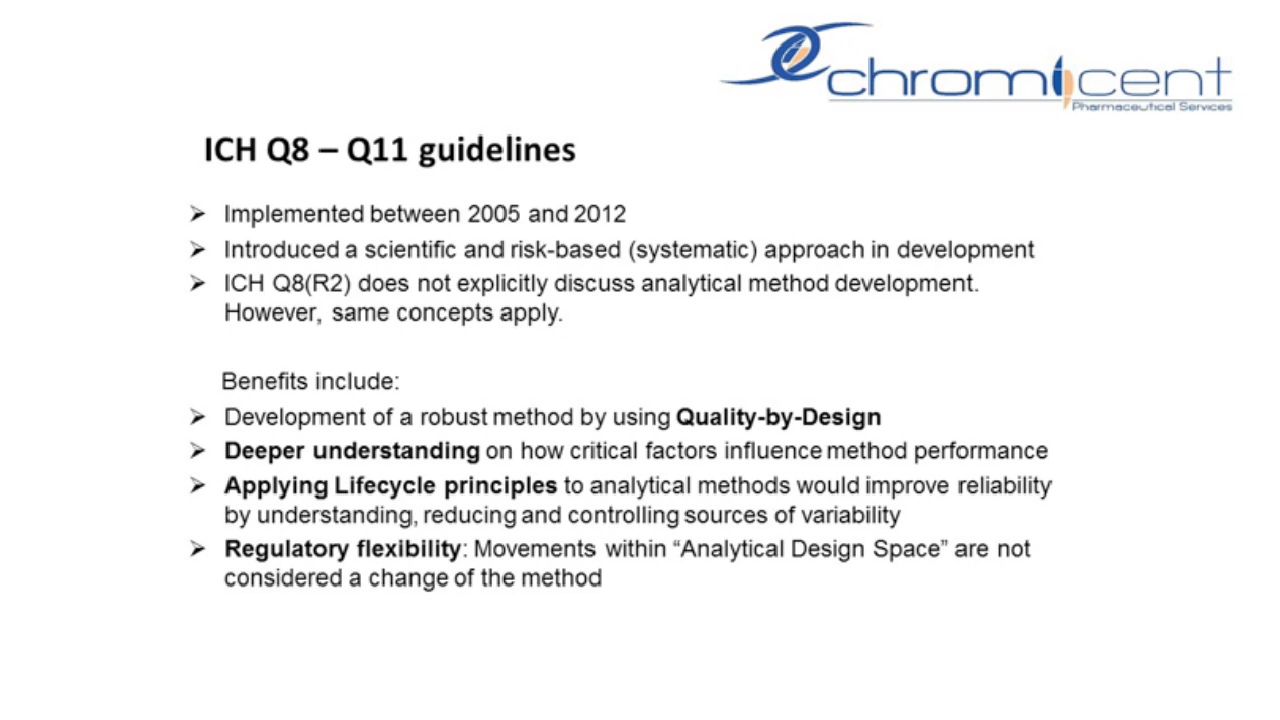 chromicent
Pharmaceutical Services
ICH Q8 – Q11 guidelines
➢ Implemented between 2005 and 2012
➢ Introduced a scientific and risk-based (systematic) approach in development
➢ ICH Q8(R2) does not explicitly discuss analytical method development.
However, same concepts apply.
Benefits include:
➢ Development of a robust method by using Quality-by-Design
➢ Deeper understanding on how critical factors influence method performance
➢ Applying Lifecycle principles to analytical methods would improve reliability
by understanding, reducing and controlling sources of variability
➢ Regulatory flexibility: Movements within “Analytical Design Space” are not
considered a change of the method